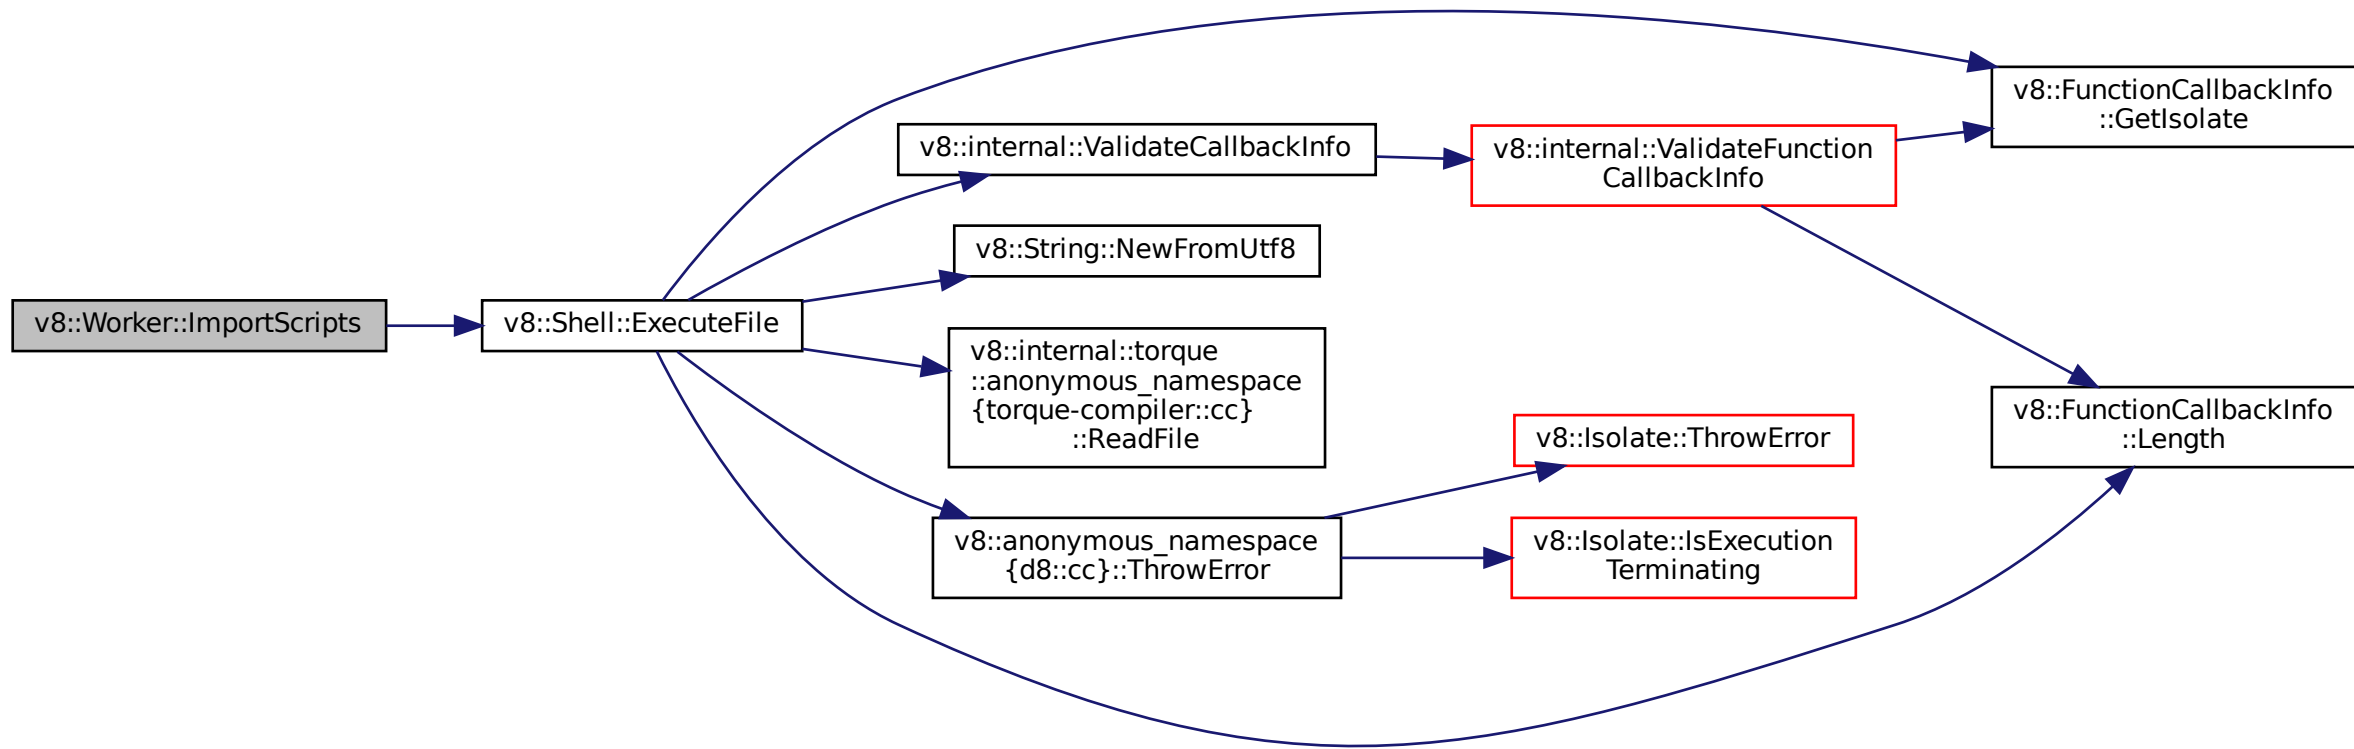 v8::Worker::ImportScripts
v8::Shell::ExecuteFile
v8::FunctionCallbackInfo
::GetIsolate
v8::internal::ValidateCallbackInfo
v8::internal::ValidateFunction
CallbackInfo
v8::String::NewFromUtf8
v8::internal::torque
::anonymous_namespace
{torque-compiler::cc}
::ReadFile
v8::FunctionCallbackInfo
::Length
v8::anonymous_namespace
{d8::cc}::ThrowError
v8::Isolate::ThrowError
v8::Isolate::IsExecution
Terminating